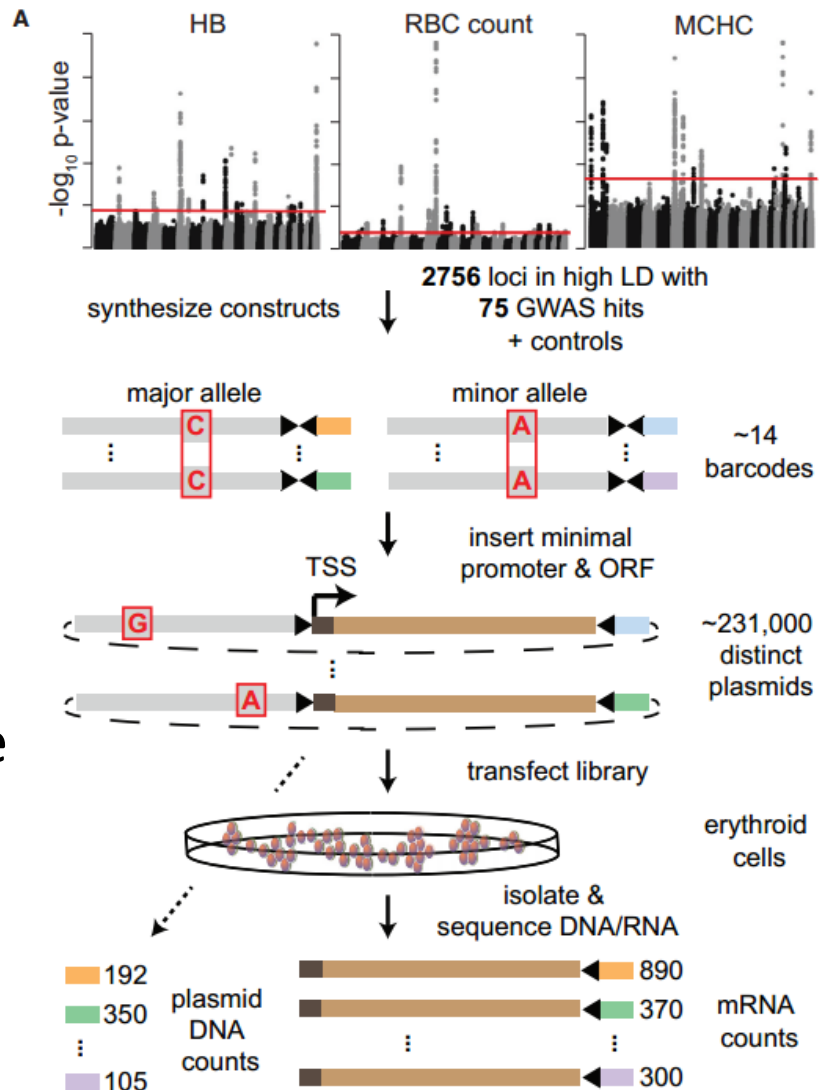 A
HB
RBC count
MCHC
-log10 p-value
2756 loci in high LD with
75 GWAS hits
+ controls
synthesize constructs
major allele
minor allele
C
A
C
A
~14
barcodes
insert minimal
promoter & ORF
TSS
G
A
~231,000
distinct
plasmids
e
transfect library
erythroid
cells
isolate &
sequence DNA/RNA
192
350
105
plasmid
DNA
counts
890
370
300
mRNA
counts